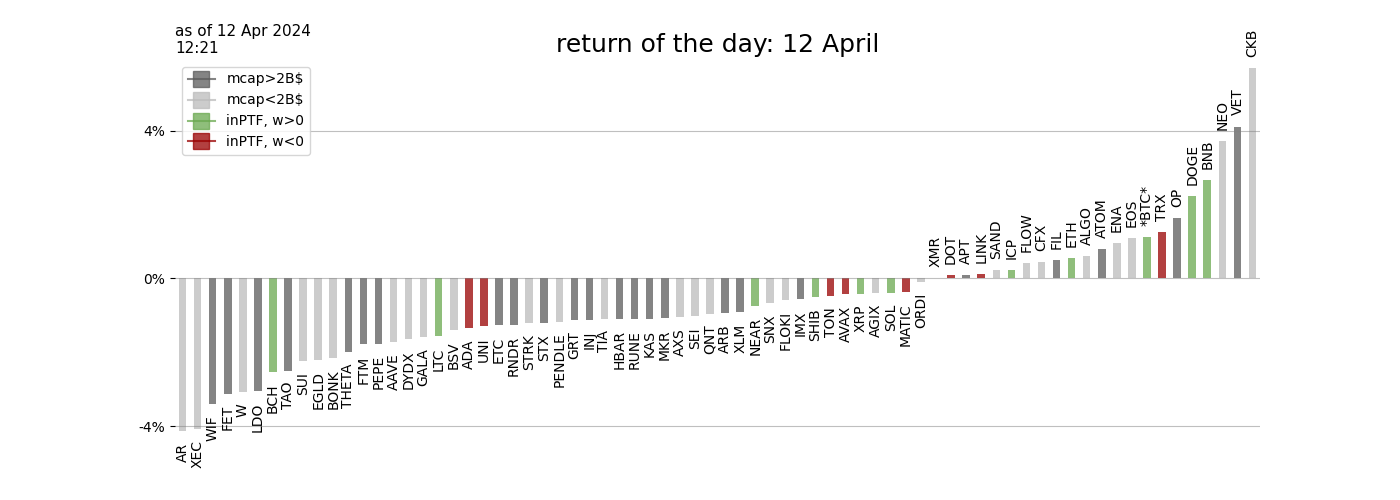 as of 12 Apr 2024
12:21
return of the day: 12 April
mcap>2B$
mcap<2B$
inPTF, w>0
inPTF, w<0
4%
0%
-4%
AR
XEC
WIF
FET
W
LDO
BCH
TAO
SUI
EGLD
BONK
THETA
FTM
PEPE
AAVE
DYDX
GALA
LTC
BSV
ADA
UNI
ETC
RNDR
STRK
STX
PENDLE
GRT
INJ
TIA
HBAR
RUNE
KAS
MKR
AXS
SEI
QNT
ARB
XLM
NEAR
SNX
FLOKI
IMX
SHIB
TON
AVAX
XRP
AGIX
SOL
MATIC
ORDI
XMR
DOT
APT
LINK
SAND
ICP
FLOW
CFX
FIL
ETH
ALGO
ATOM
ENA
EOS
*BTC*
TRX
OP
DOGE
BNB
NEO
VET
CKB